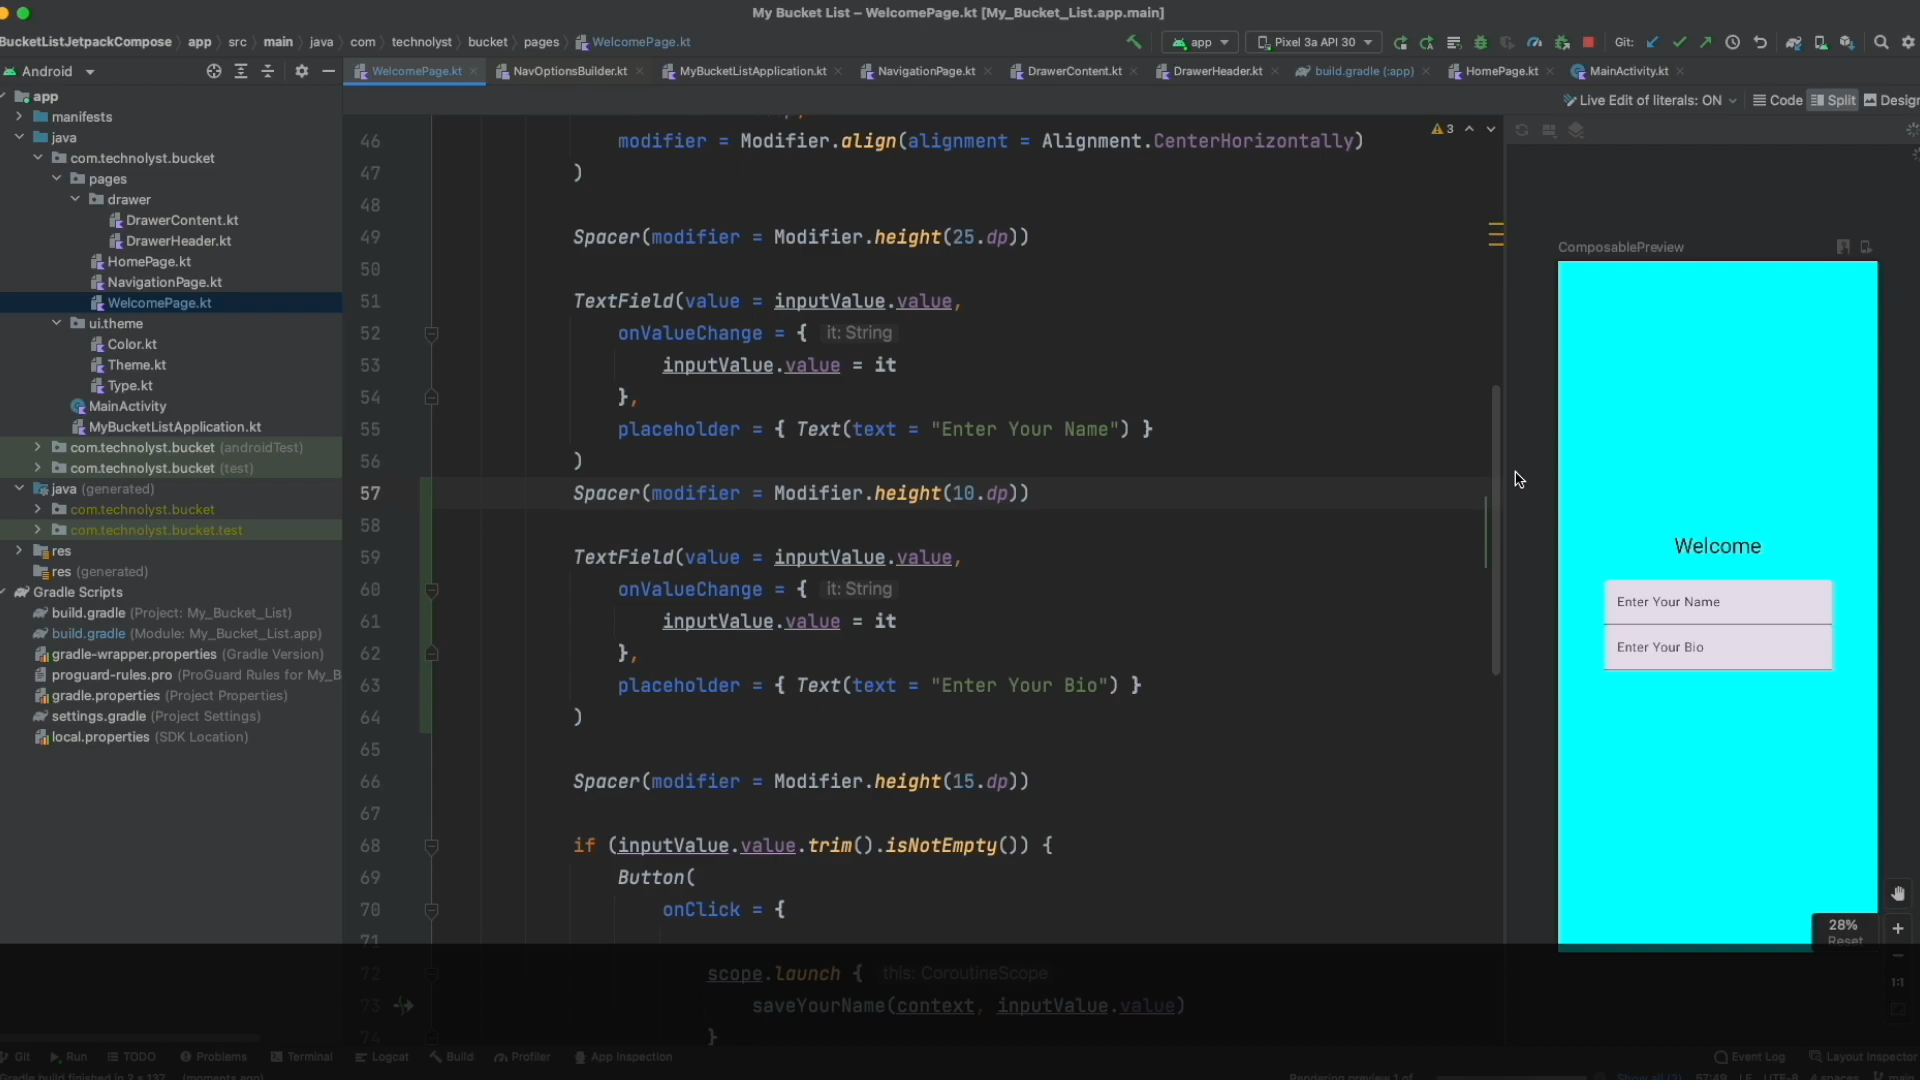 My Bucket List – WelcomePage.kt [My_Bucket_List.app.main]
BucketListJetpackCompose app src main java com technolyst bucket pages WelcomePage.kt
app Pixel 3a API 30 Git:
Android
WelcomePage.kt NavOptionsBuilder.kt MyBucketListApplication.kt NavigationPage.kt DrawerContent.kt DrawerHeader.kt build.gradle (:app) HomePage.kt MainActivity.kt
Live Edit of literals: ON Code Split Design
app
manifests
java
com.technolyst.bucket
pages
drawer
DrawerContent.kt
DrawerHeader.kt
HomePage.kt
NavigationPage.kt
WelcomePage.kt
ui.theme
Color.kt
Theme.kt
Type.kt
MainActivity
MyBucketListApplication.kt
com.technolyst.bucket (androidTest)
com.technolyst.bucket (test)
java (generated)
com.technolyst.bucket
com.technolyst.bucket.test
res
res (generated)
Gradle Scripts
build.gradle (Project: My_Bucket_List)
build.gradle (Module: My_Bucket_List.app)
gradle-wrapper.properties (Gradle Version)
proguard-rules.pro (ProGuard Rules for My_B
gradle.properties (Project Properties)
settings.gradle (Project Settings)
local.properties (SDK Location)
3
46 modifier = Modifier.align(alignment = Alignment.CenterHorizontally)
47 )
48
49 Spacer(modifier = Modifier.height(25.dp))
50
51 TextField(value = inputValue.value,
52 onValueChange = { it: String
53 inputValue.value = it
54 },
55 placeholder = { Text(text = "Enter Your Name") }
56 )
57 Spacer(modifier = Modifier.height(10.dp))
58
59 TextField(value = inputValue.value,
60 onValueChange = { it: String
61 inputValue.value = it
62 },
63 placeholder = { Text(text = "Enter Your Bio") }
64 )
65
66 Spacer(modifier = Modifier.height(15.dp))
67
68 if (inputValue.value.trim().isNotEmpty()) {
69 Button(
70 onClick = {
71
72 scope.launch { this: CoroutineScope
73 saveYourName(context, inputValue.value)
74 }
ComposablePreview
Welcome
Enter Your Name
Enter Your Bio
28%
Reset
1:1
Git Run TODO Problems Terminal Logcat Build Profiler App Inspection Event Log Layout Inspector